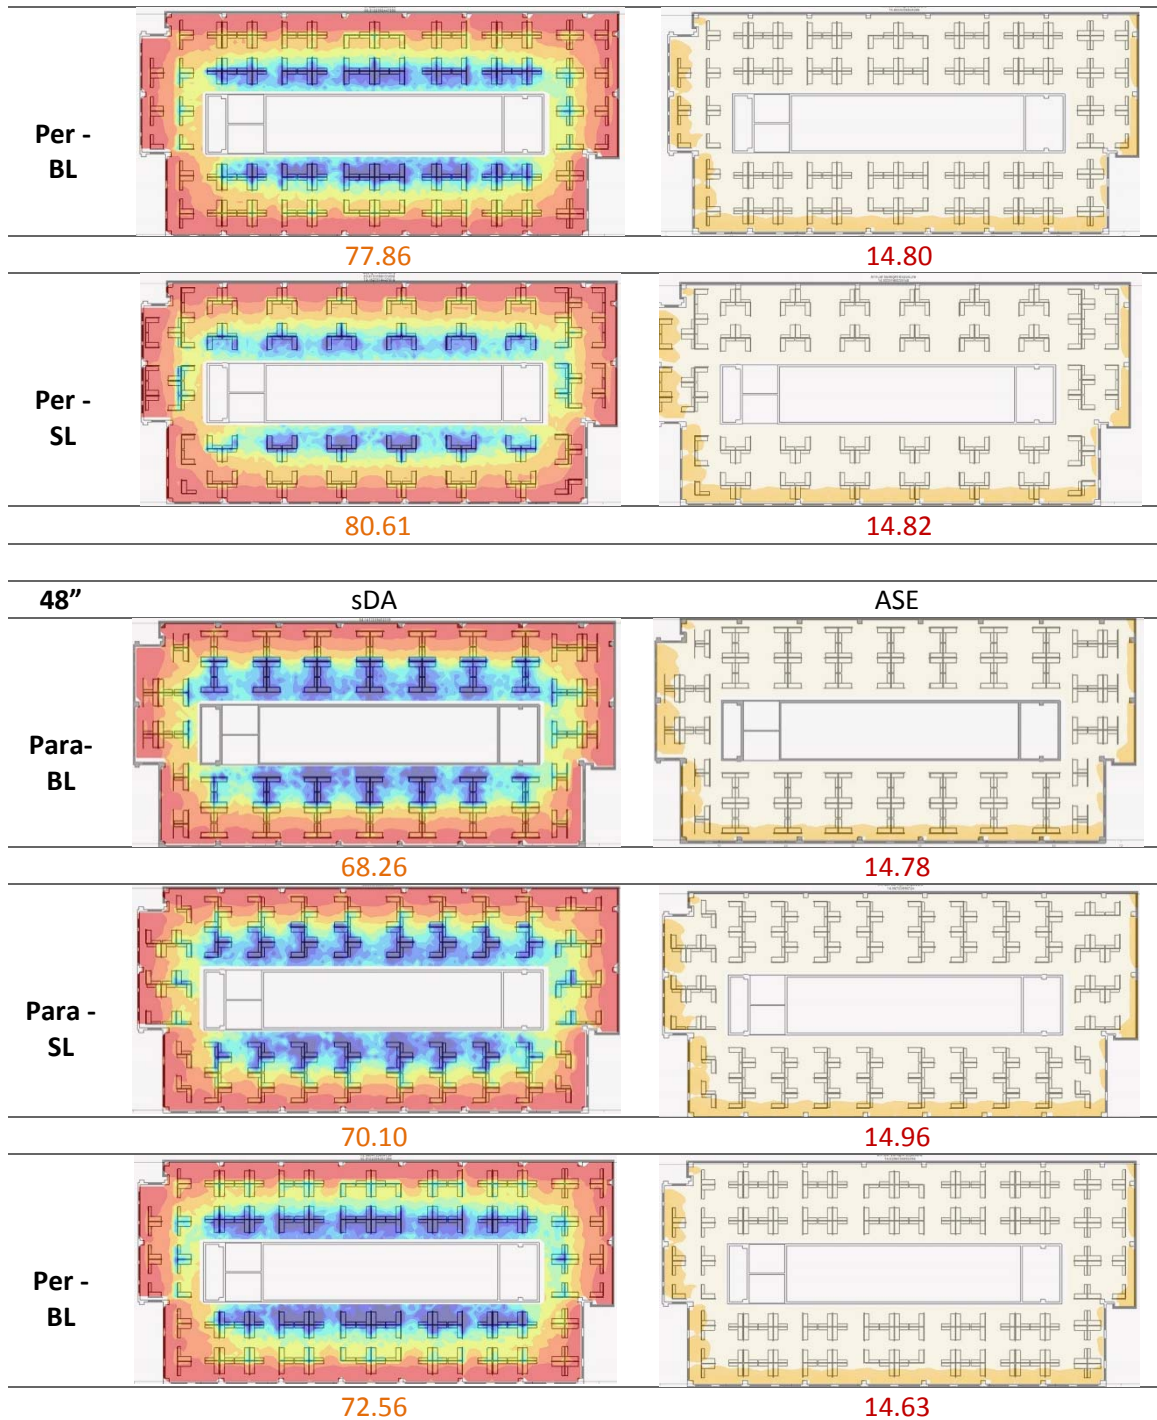 Per -
BL
77.86 14.80
Per -
SL
80.61 14.82
48” sDA ASE
Para-
BL
68.26 14.78
Para -
SL
70.10 14.96
Per -
BL
72.56 14.63